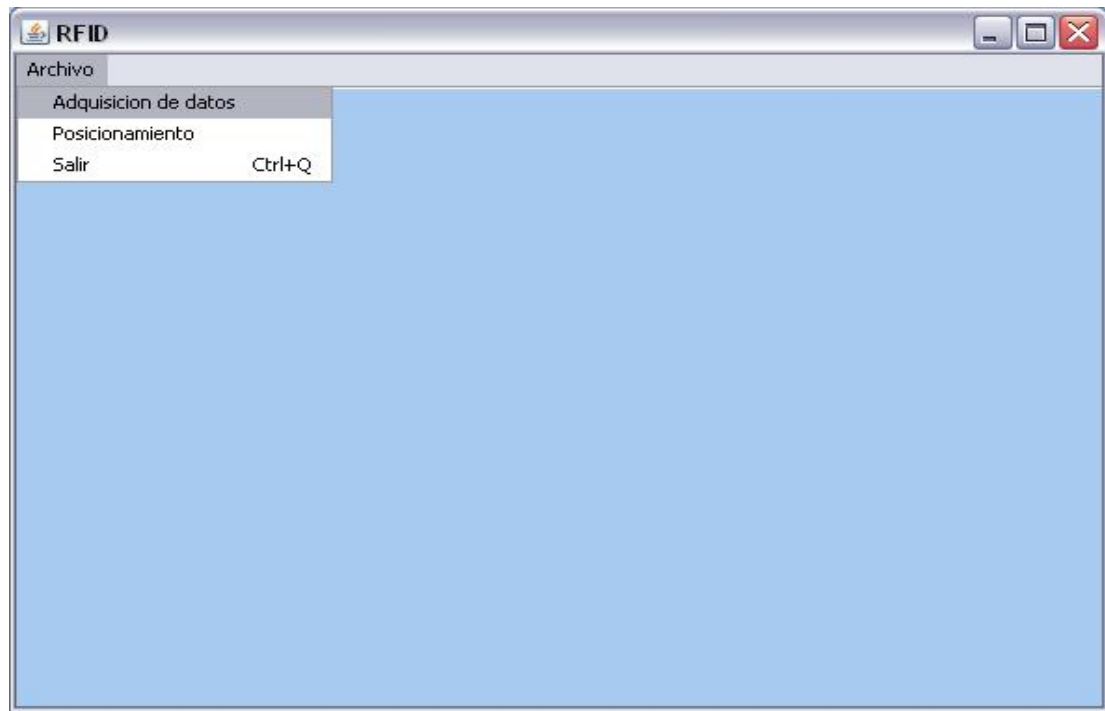 RFID
Archivo
Adquisicion de datos
Posicionamiento
Salir Ctrl+Q